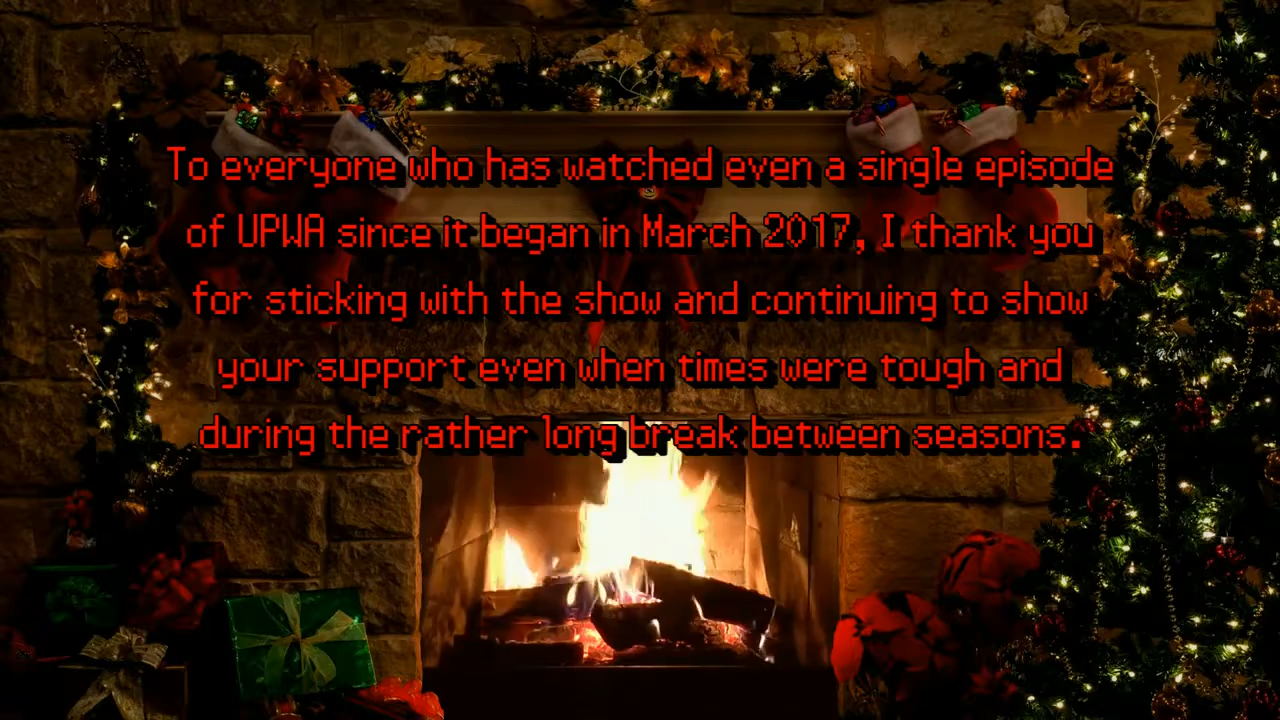 To everyone who has watched even a single episode
of UPWA since it began in March 2017, I thank you
for sticking with the show and continuing to show
your support even when times were tough and
during the rather long break between seasons.